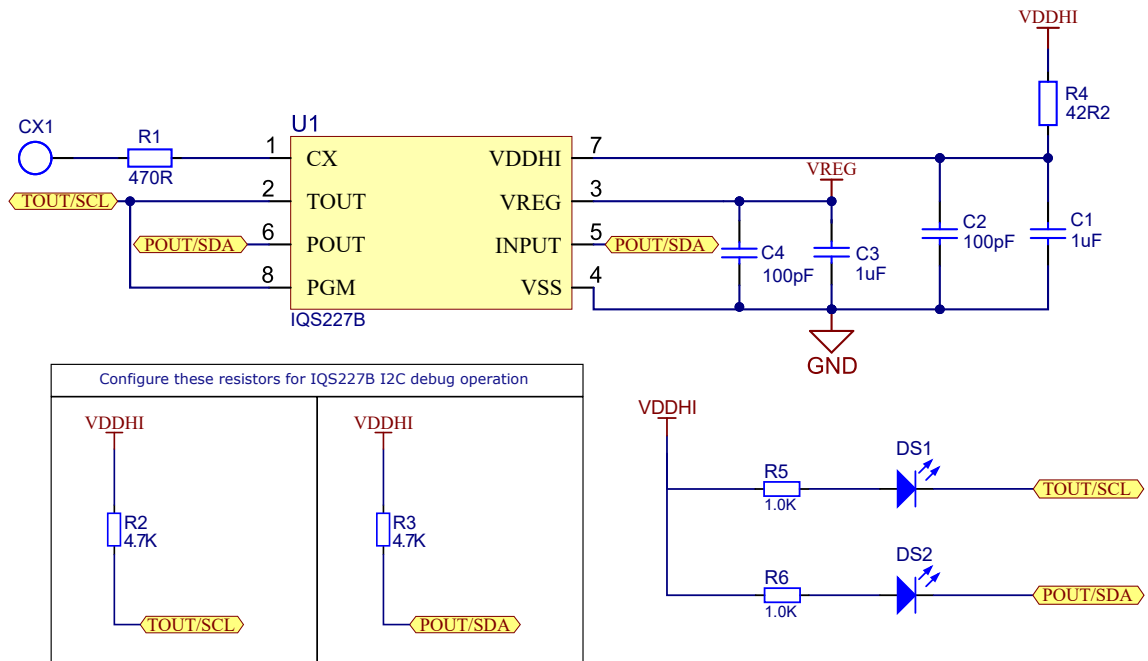 VDDHI
R4
42R2
U1
CX1
R1
470R
1
CX
VDDHI
7
2
TOUT
VREG
3
VREG
TOUT/SCL
POUT/SDA
6
POUT
INPUT
5
POUT/SDA
8
PGM
VSS
4
IQS227B
C4
100pF
C3
1uF
C2
100pF
C1
1uF
GND
Configure these resistors for IQS227B I2C debug operation
VDDHI
R2
4.7K
TOUT/SCL
VDDHI
R3
4.7K
POUT/SDA
VDDHI
R5
1.0K
DS1
TOUT/SCL
R6
1.0K
DS2
POUT/SDA